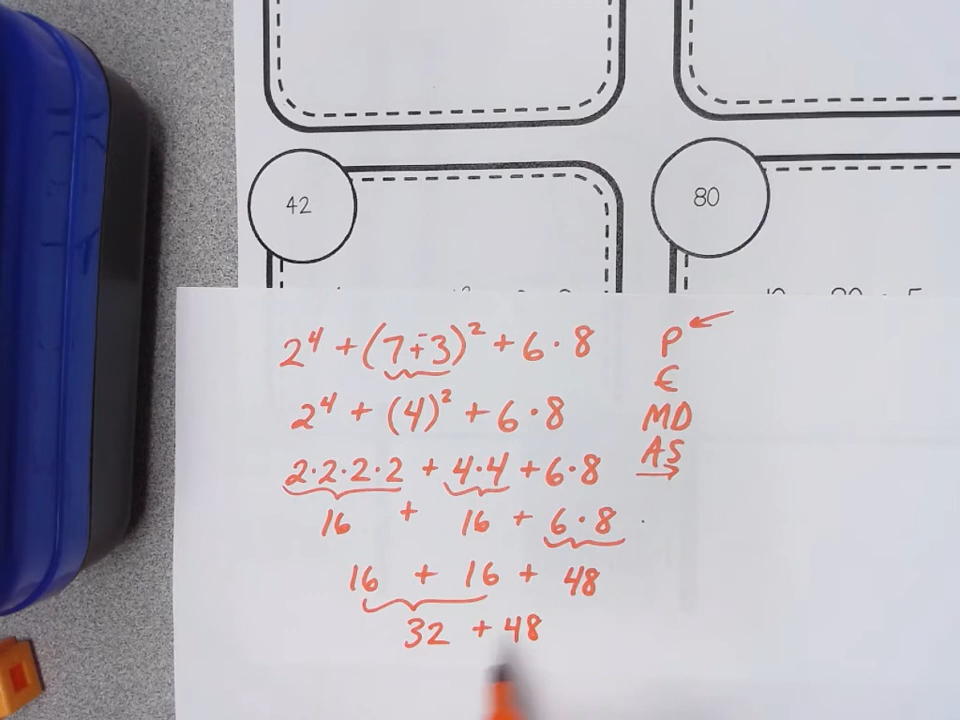 42
80
2⁴ + (7÷3)² + 6·8
P
E
2⁴ + (4)² + 6·8
MD
2·2·2·2 + 4·4 + 6·8
AS
16 + 16 + 6·8
16 + 16 + 48
32 + 48